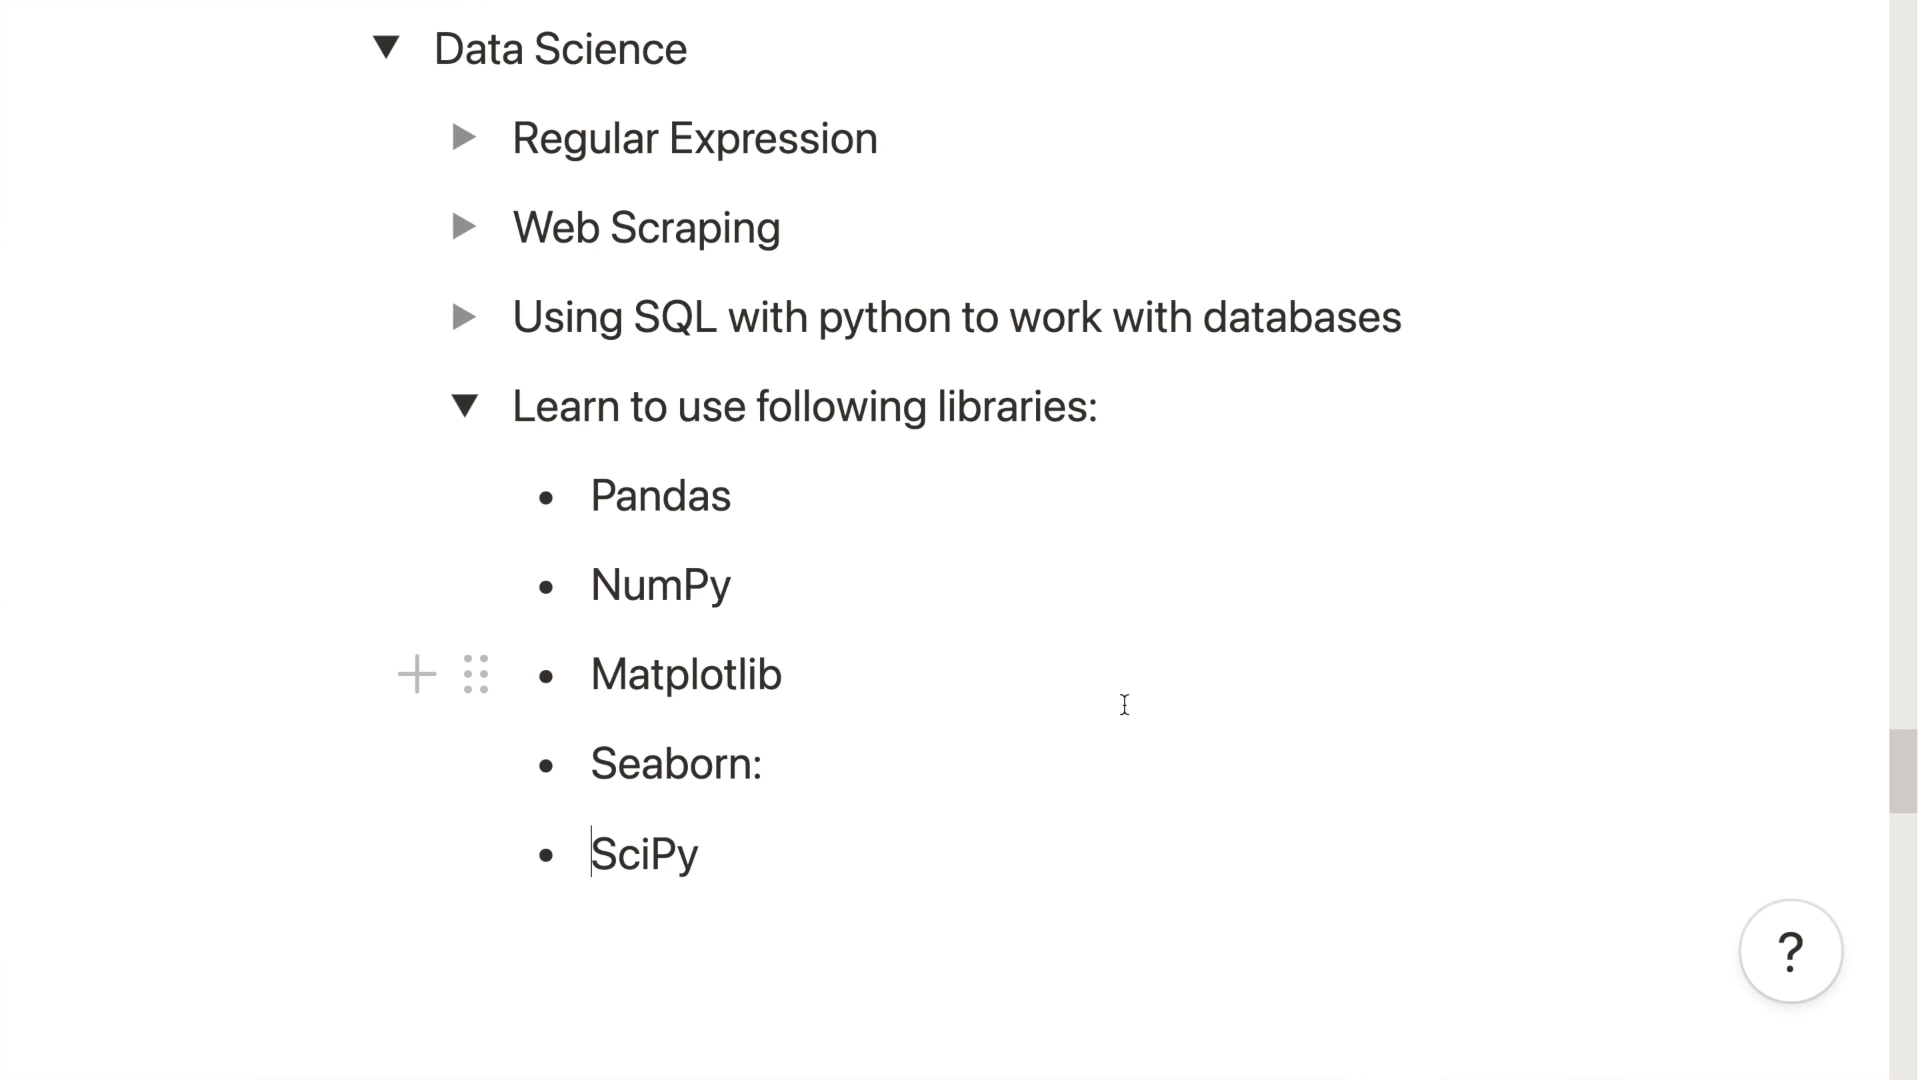 Data Science
Regular Expression
Web Scraping
Using SQL with python to work with databases
Learn to use following libraries:
Pandas
NumPy
Matplotlib
Seaborn:
SciPy
?